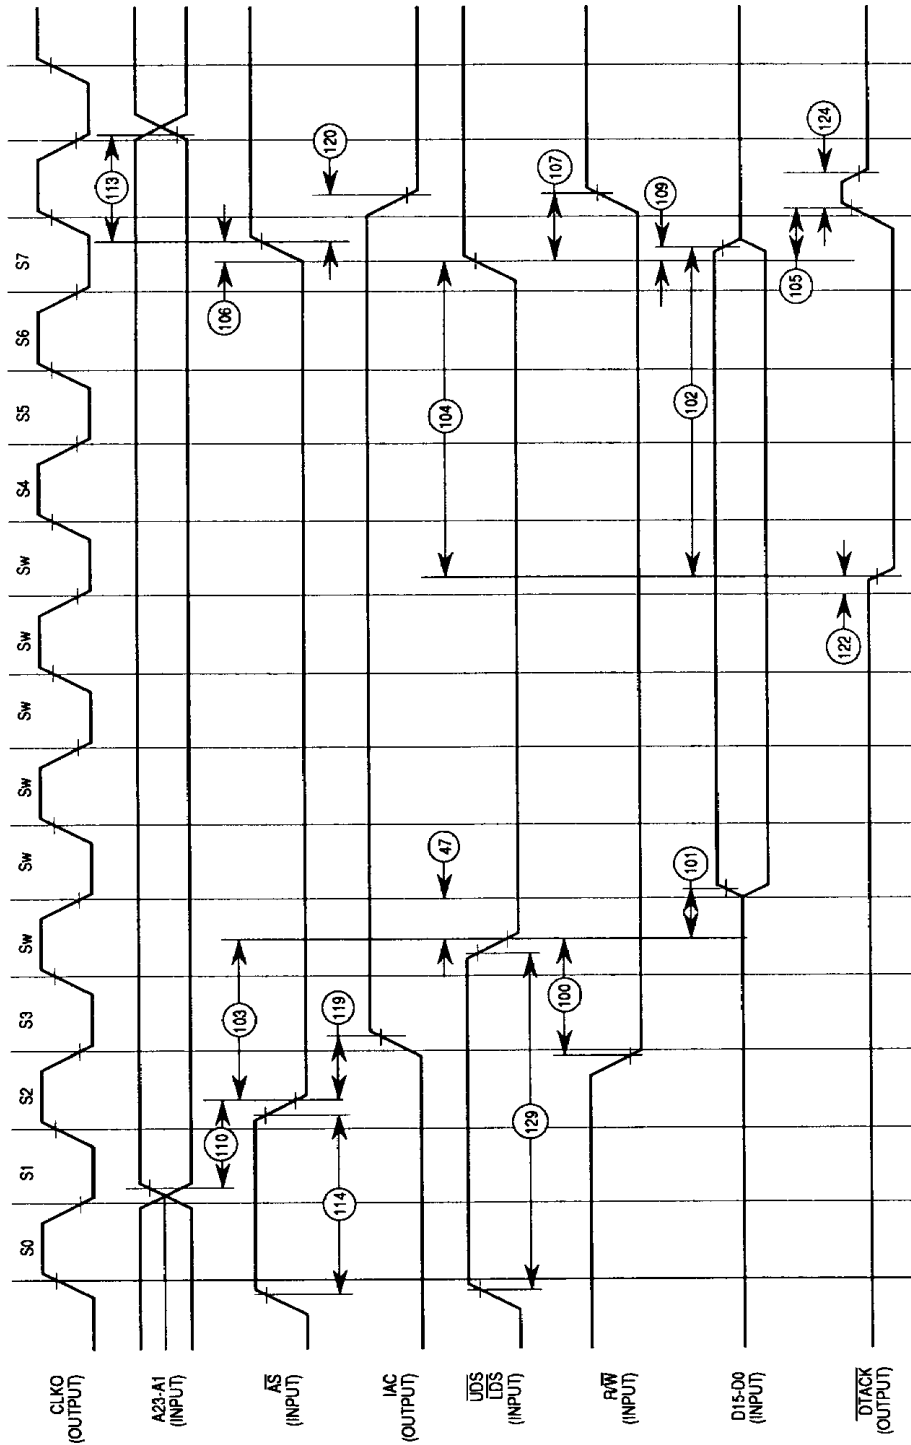 S0
S1
S2
S3
Sw
Sw
Sw
Sw
Sw
Sw
S4
S5
S6
S7
CLKO
(OUTPUT)
A23-A1
(INPUT)
110
113
AS
(INPUT)
103
106
114
119
120
IAC
(OUTPUT)
47
104
UDS
LDS
(INPUT)
129
100
107
R/W
(INPUT)
101
102
109
D15-D0
(INPUT)
105
122
124
DTACK
(OUTPUT)